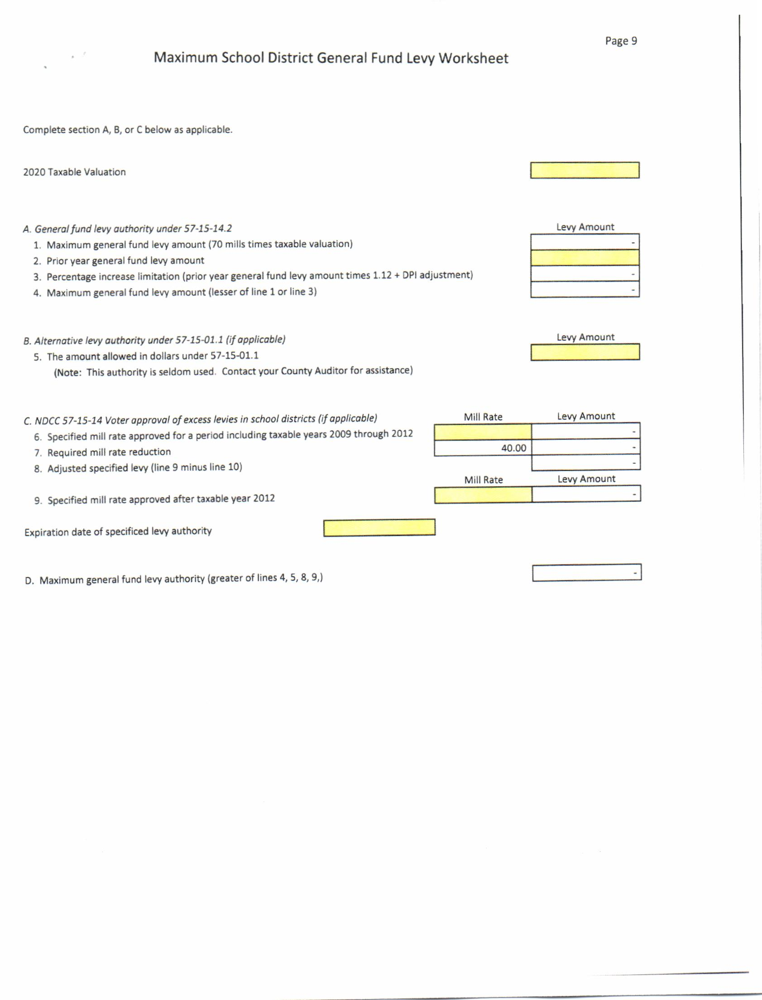 Page 9
Maximum School District General Fund Levy Worksheet
Complete section A, B, or C below as applicable.
2020 Taxable Valuation
A. General fund levy authority under 57-15-14.2 Levy Amount
1. Maximum general fund levy amount (70 mills times taxable valuation) -
2. Prior year general fund levy amount
3. Percentage increase limitation (prior year general fund levy amount times 1.12 + DPI adjustment) -
4. Maximum general fund levy amount (lesser of line 1 or line 3) -
B. Alternative levy authority under 57-15-01.1 (if applicable) Levy Amount
5. The amount allowed in dollars under 57-15-01.1
(Note: This authority is seldom used. Contact your County Auditor for assistance)
C. NDCC 57-15-14 Voter approval of excess levies in school districts (if applicable) Mill Rate Levy Amount
6. Specified mill rate approved for a period including taxable years 2009 through 2012 -
7. Required mill rate reduction 40.00 -
8. Adjusted specified levy (line 9 minus line 10) -
Mill Rate Levy Amount
9. Specified mill rate approved after taxable year 2012 -
Expiration date of specificed levy authority
D. Maximum general fund levy authority (greater of lines 4, 5, 8, 9,) -